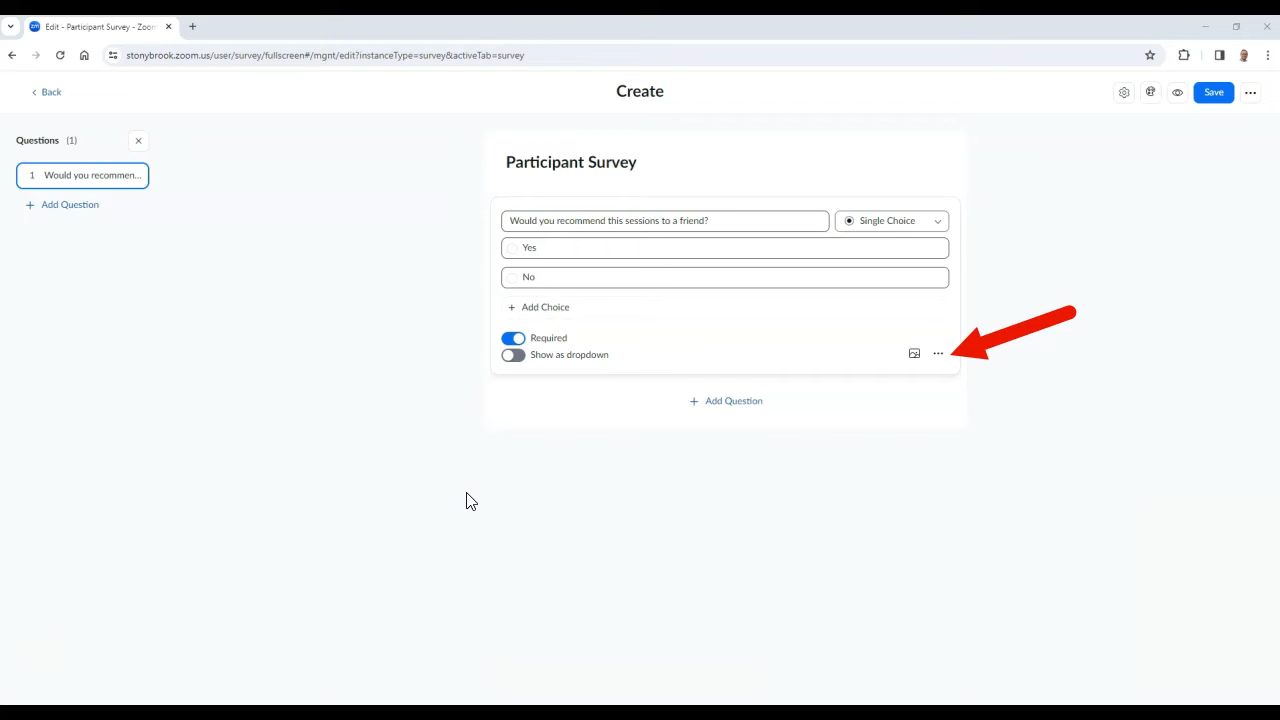 zm Edit - Participant Survey - Zoo
stonybrook.zoom.us/user/survey/fullscreen#/mgnt/edit?instanceType=survey&activeTab=survey
Back
Create
Save
Questions (1)
1 Would you recommen...
+ Add Question
Participant Survey
Would you recommend this sessions to a friend?
Single Choice
Yes
No
+ Add Choice
Required
Show as dropdown
+ Add Question